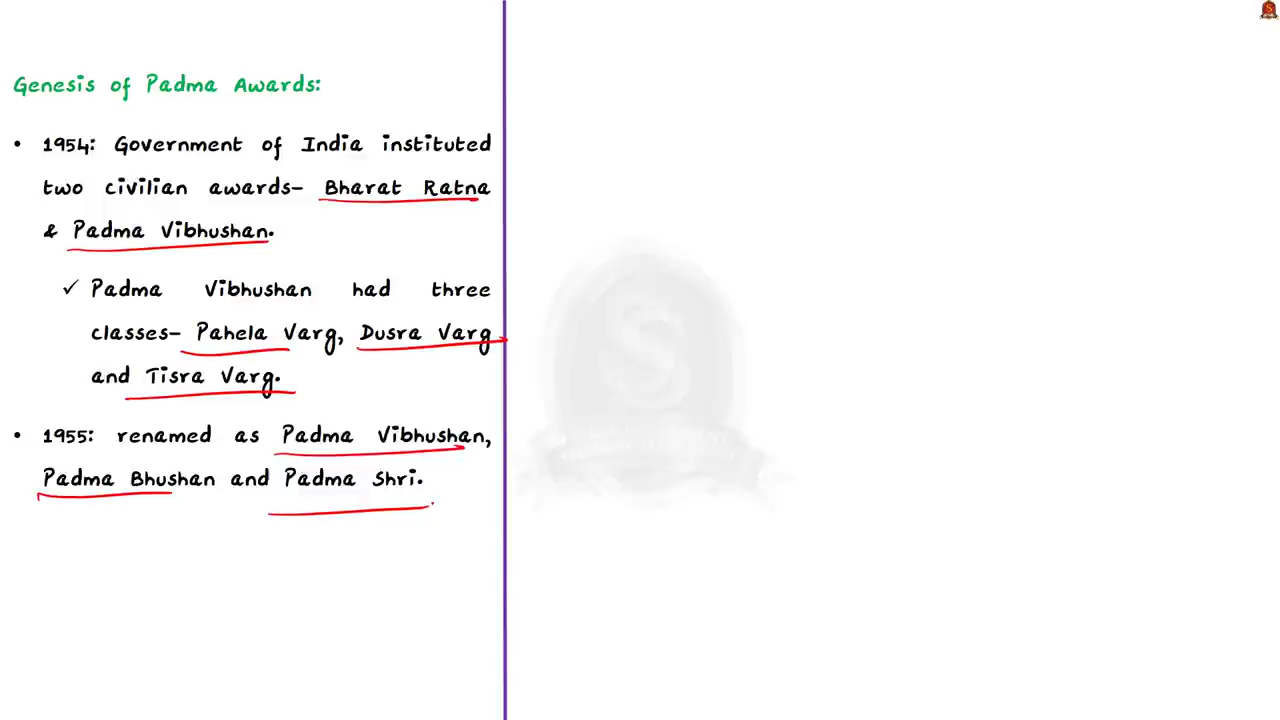 Genesis of Padma Awards:
• 1954: Government of India instituted
two civilian awards- Bharat Ratna
& Padma Vibhushan.
✓ Padma Vibhushan had three
classes- Pahela Varg, Dusra Varg
and Tisra Varg.
• 1955: renamed as Padma Vibhushan,
Padma Bhushan and Padma Shri.